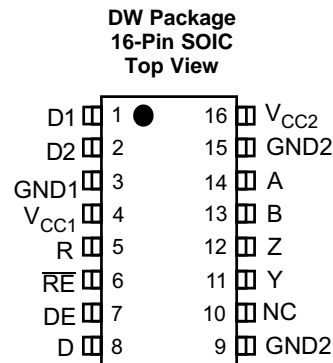 DW Package
16-Pin SOIC
Top View
D1 1 16 VCC2
D2 2 15 GND2
GND1 3 14 A
VCC1 4 13 B
R 5 12 Z
R̅E̅ 6 11 Y
DE 7 10 NC
D 8 9 GND2